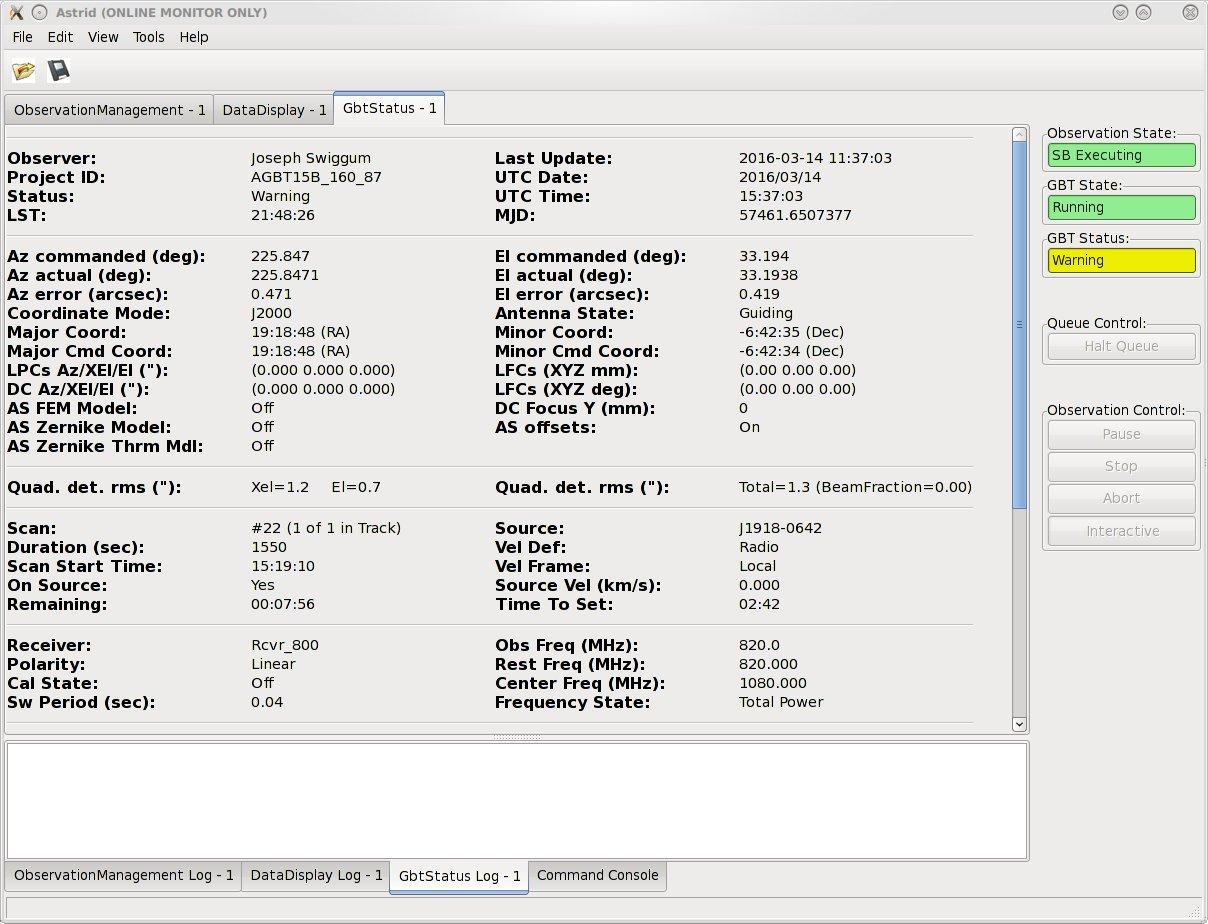 Astrid (ONLINE MONITOR ONLY)
File Edit View Tools Help
ObservationManagement - 1 DataDisplay - 1 GbtStatus - 1
Observer: Joseph Swiggum Last Update: 2016-03-14 11:37:03
Project ID: AGBT15B_160_87 UTC Date: 2016/03/14
Status: Warning UTC Time: 15:37:03
LST: 21:48:26 MJD: 57461.6507377
Az commanded (deg): 225.847 El commanded (deg): 33.194
Az actual (deg): 225.8471 El actual (deg): 33.1938
Az error (arcsec): 0.471 El error (arcsec): 0.419
Coordinate Mode: J2000 Antenna State: Guiding
Major Coord: 19:18:48 (RA) Minor Coord: -6:42:35 (Dec)
Major Cmd Coord: 19:18:48 (RA) Minor Cmd Coord: -6:42:34 (Dec)
LPCs Az/XEl/El ("): (0.000 0.000 0.000) LFCs (XYZ mm): (0.00 0.00 0.00)
DC Az/XEl/El ("): (0.000 0.000 0.000) LFCs (XYZ deg): (0.00 0.00 0.00)
AS FEM Model: Off DC Focus Y (mm): 0
AS Zernike Model: Off AS offsets: On
AS Zernike Thrm Mdl: Off
Quad. det. rms ("): Xel=1.2 El=0.7 Quad. det. rms ("): Total=1.3 (BeamFraction=0.00)
Scan: #22 (1 of 1 in Track) Source: J1918-0642
Duration (sec): 1550 Vel Def: Radio
Scan Start Time: 15:19:10 Vel Frame: Local
On Source: Yes Source Vel (km/s): 0.000
Remaining: 00:07:56 Time To Set: 02:42
Receiver: Rcvr_800 Obs Freq (MHz): 820.0
Polarity: Linear Rest Freq (MHz): 820.000
Cal State: Off Center Freq (MHz): 1080.000
Sw Period (sec): 0.04 Frequency State: Total Power
Observation State:
SB Executing
GBT State:
Running
GBT Status:
Warning
Queue Control:
Halt Queue
Observation Control:
Pause
Stop
Abort
Interactive
ObservationManagement Log - 1 DataDisplay Log - 1 GbtStatus Log - 1 Command Console